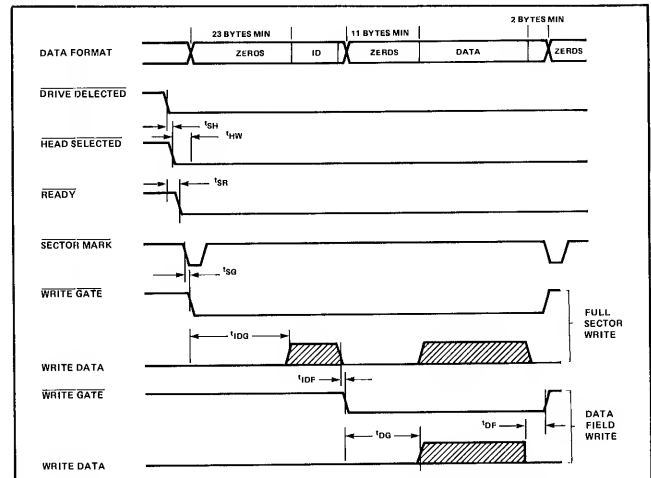 23 BYTES MIN 11 BYTES MIN 2 BYTES MIN
DATA FORMAT ZEROS ID ZEROS DATA ZEROS
DRIVE DELECTED
tSH
tHW
HEAD SELECTED
tSR
READY
SECTOR MARK
tSG
WRITE GATE
FULL
SECTOR
WRITE
tIDG
WRITE DATA
tIDF
WRITE GATE
DATA
FIELD
WRITE
tDG tDF
WRITE DATA